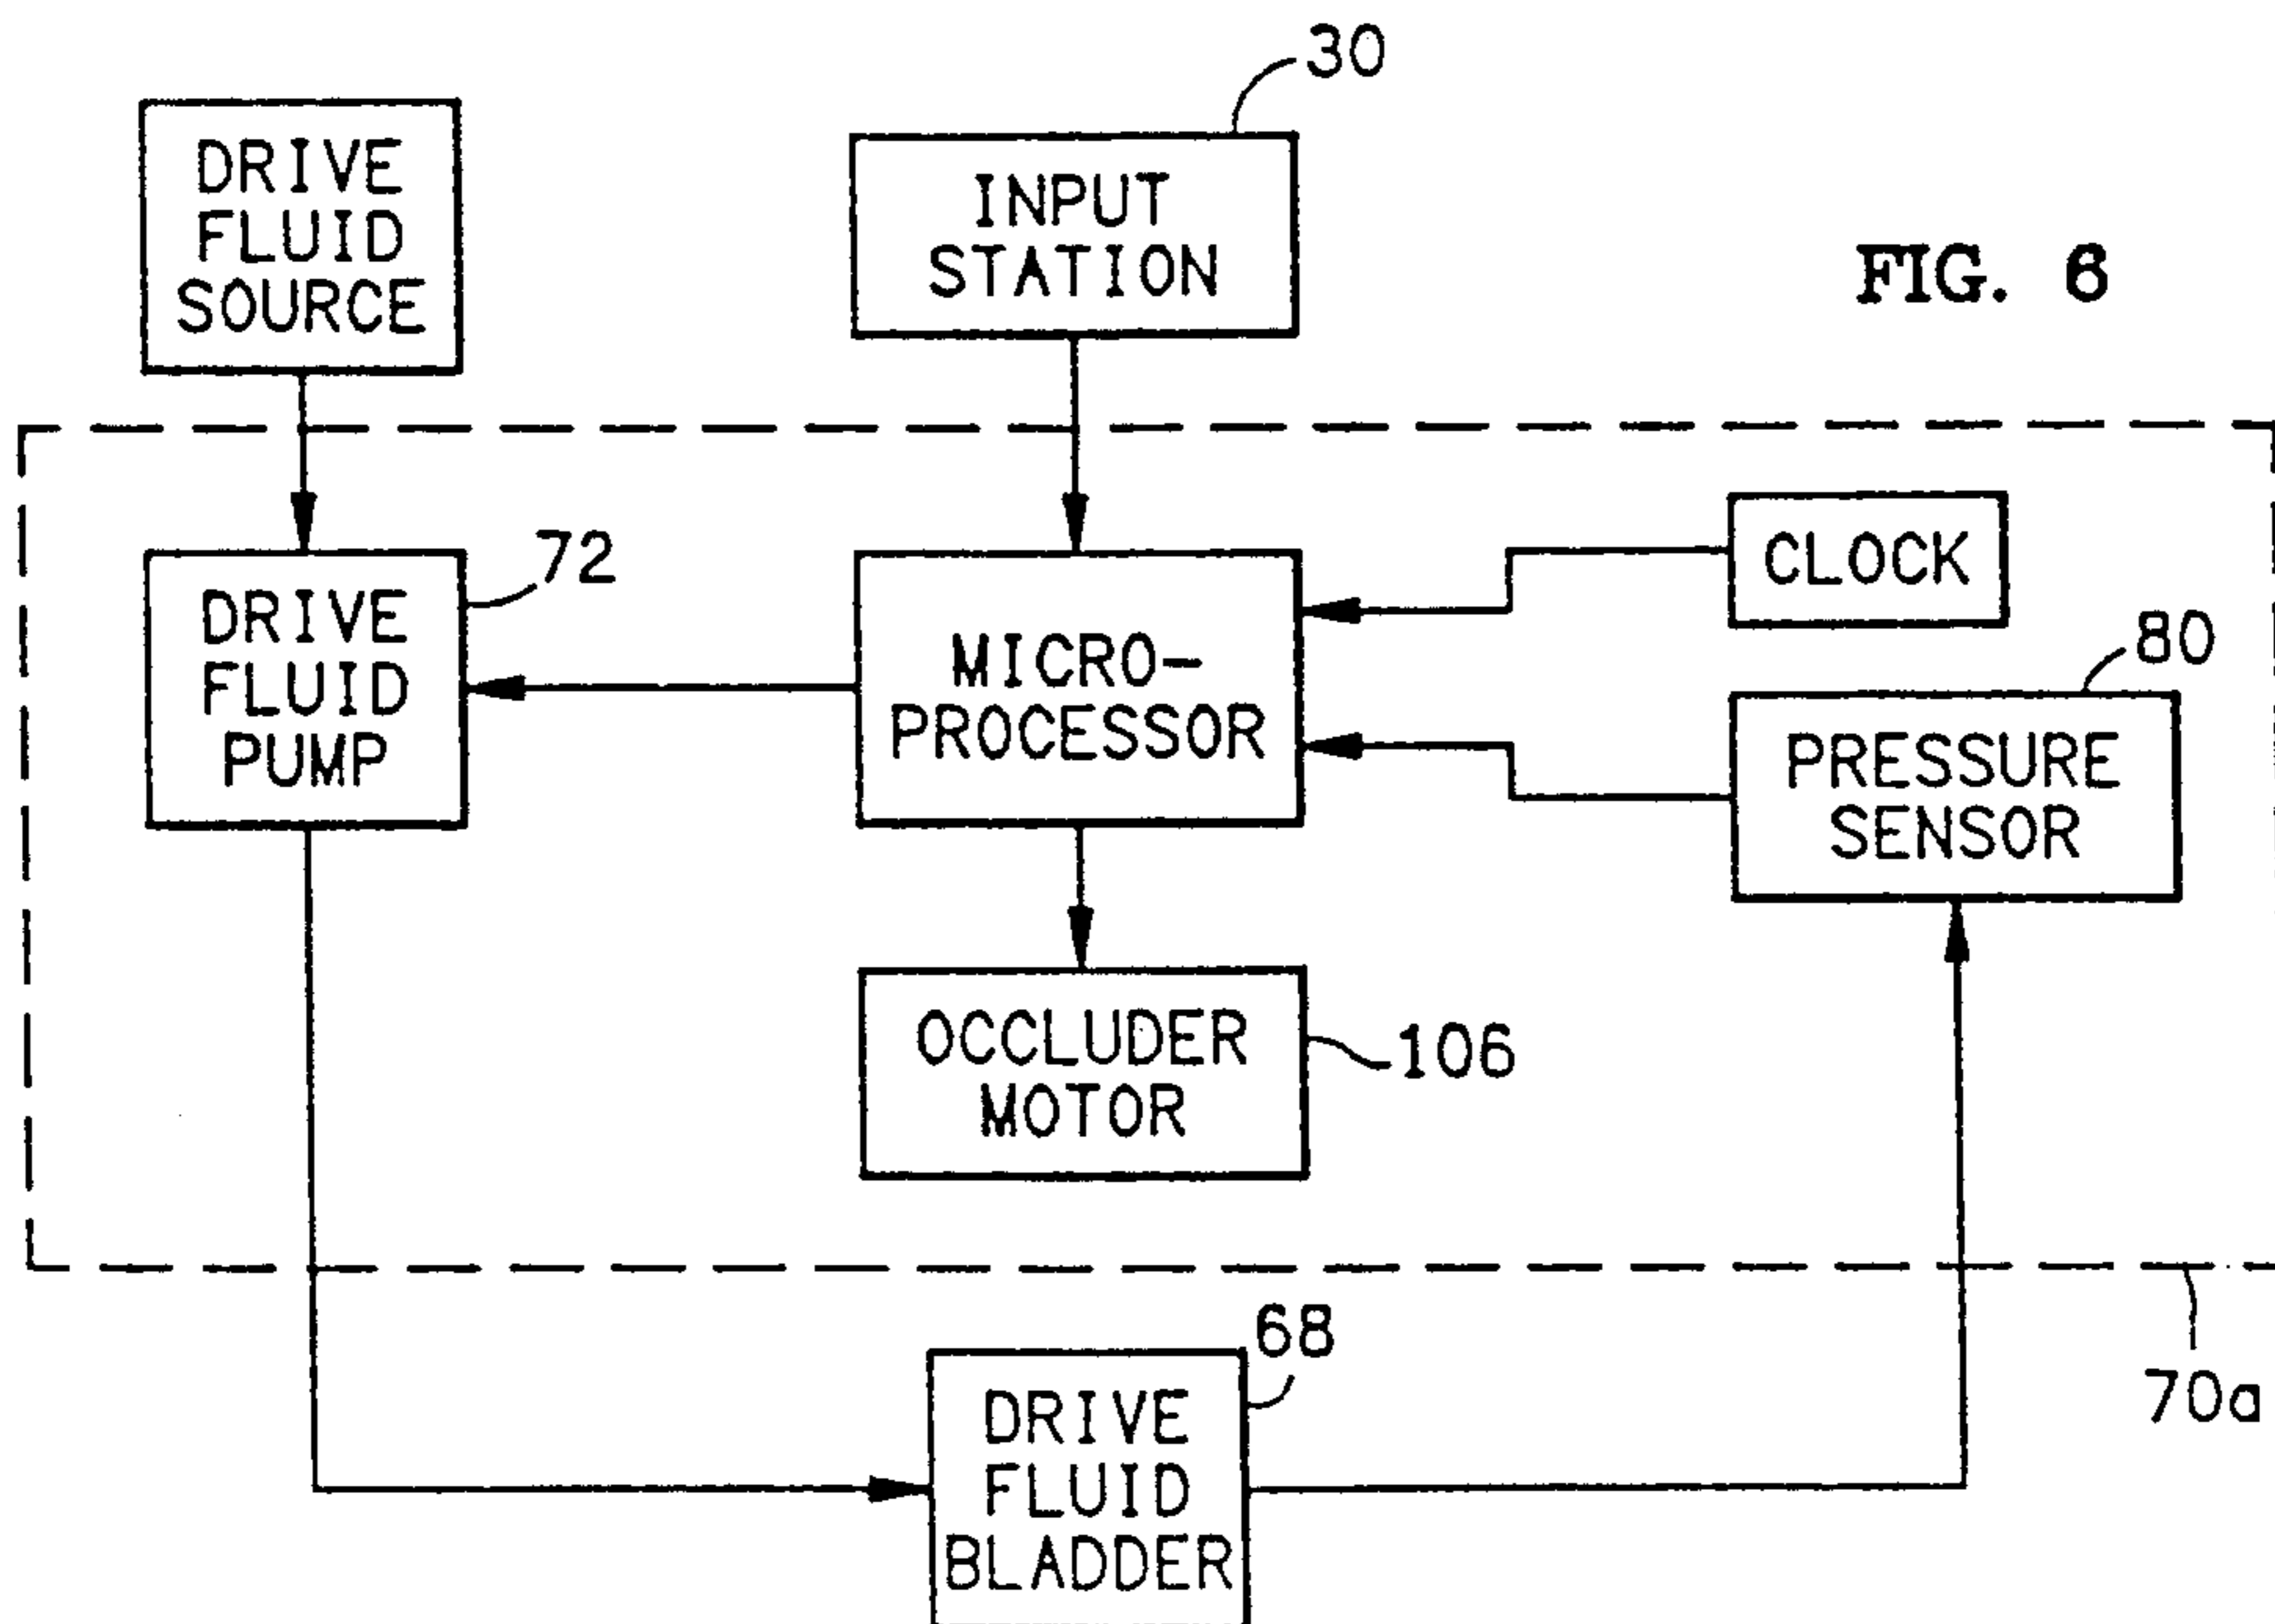 30
DRIVE
FLUID
SOURCE
INPUT
STATION
FIG. 6
72
DRIVE
FLUID
PUMP
MICRO-
PROCESSOR
CLOCK
80
PRESSURE
SENSOR
OCCLUDER
MOTOR
106
68
DRIVE
FLUID
BLADDER
70a